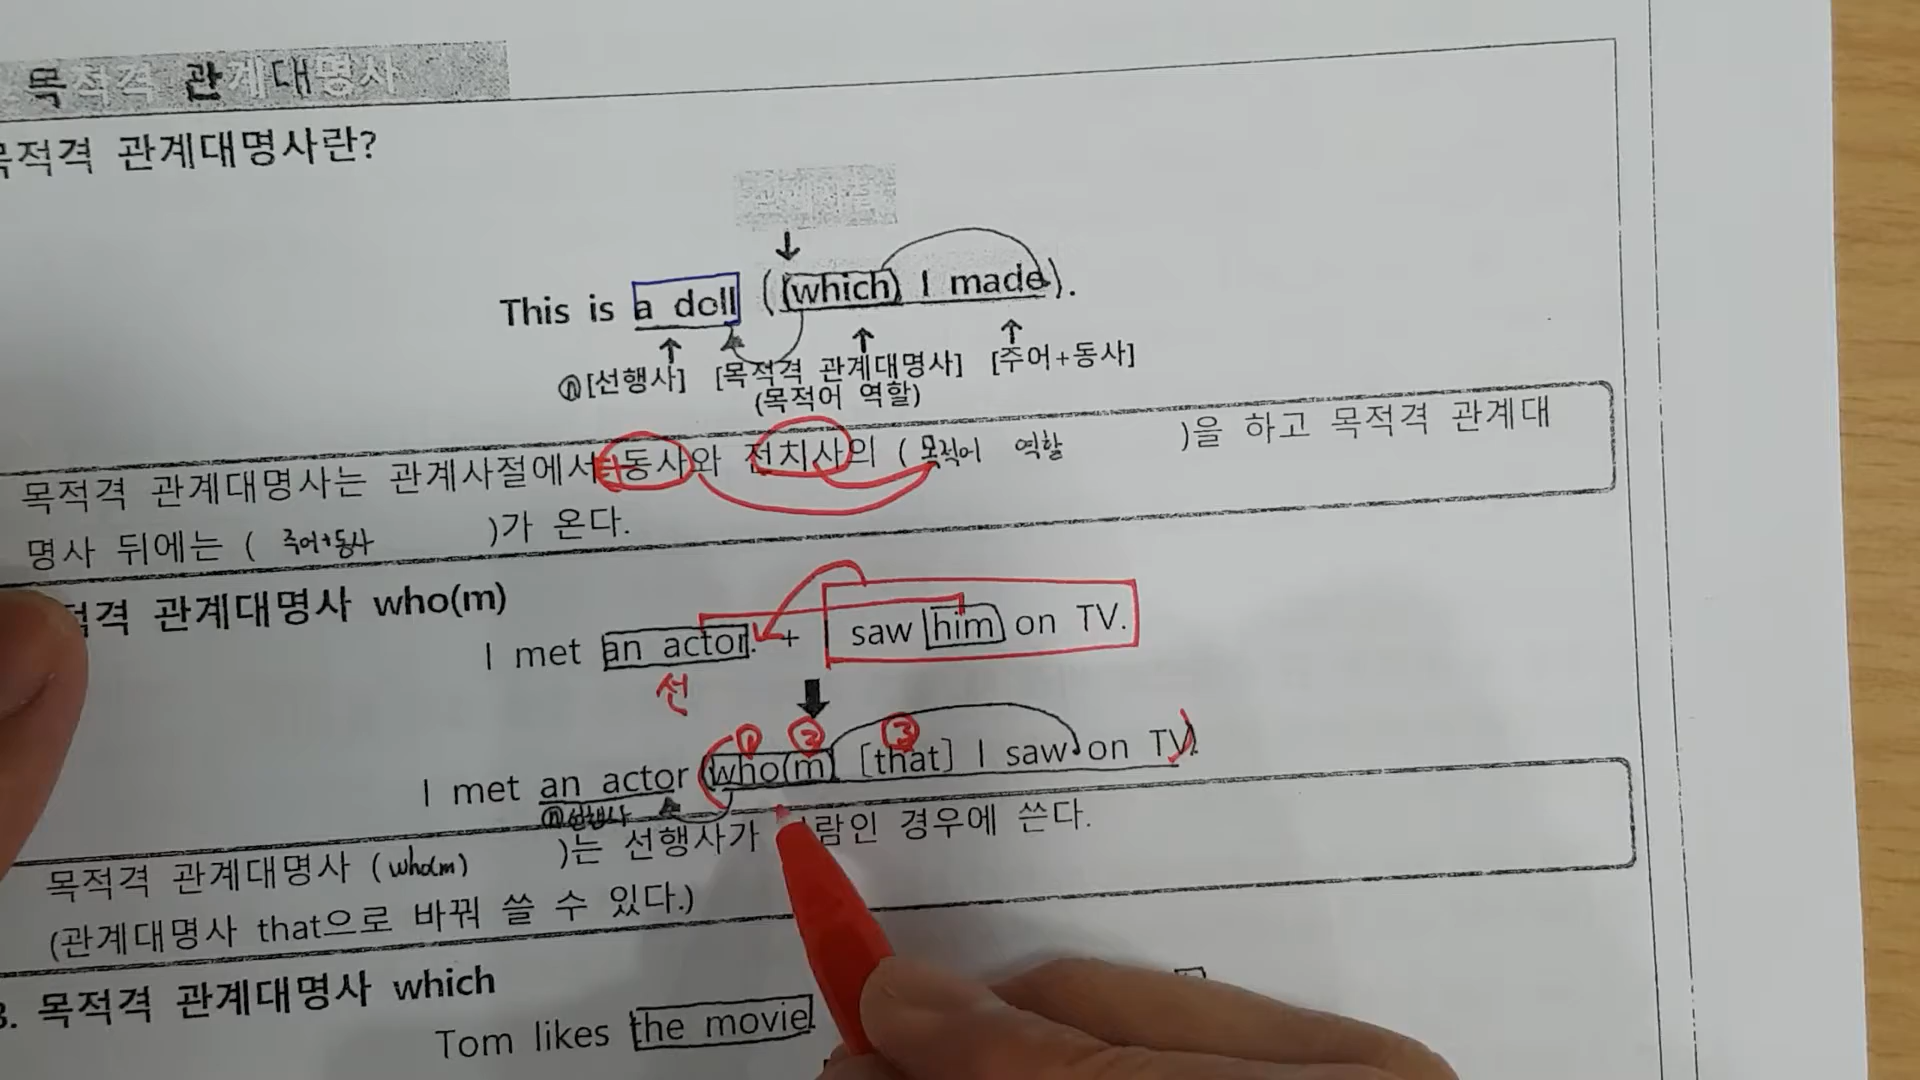 목적격 관계대명사
목적격 관계대명사란?
This is a doll (which I made).
ⓝ[선행사] [목적격 관계대명사] [주어+동사]
(목적어 역할)
목적격 관계대명사는 관계사절에서 동사와 전치사의 ( 목적어 역할 )을 하고 목적격 관계대
명사 뒤에는 ( 주어+동사 )가 온다.
적격 관계대명사 who(m)
I met an actor. + saw him on TV.
선
① ② ③
I met an actor (who(m) [that] I saw on TV).
ⓝ선행사
목적격 관계대명사 (who(m) )는 선행사가 람인 경우에 쓴다.
(관계대명사 that으로 바꿔 쓸 수 있다.)
3. 목적격 관계대명사 which
Tom likes the movie.